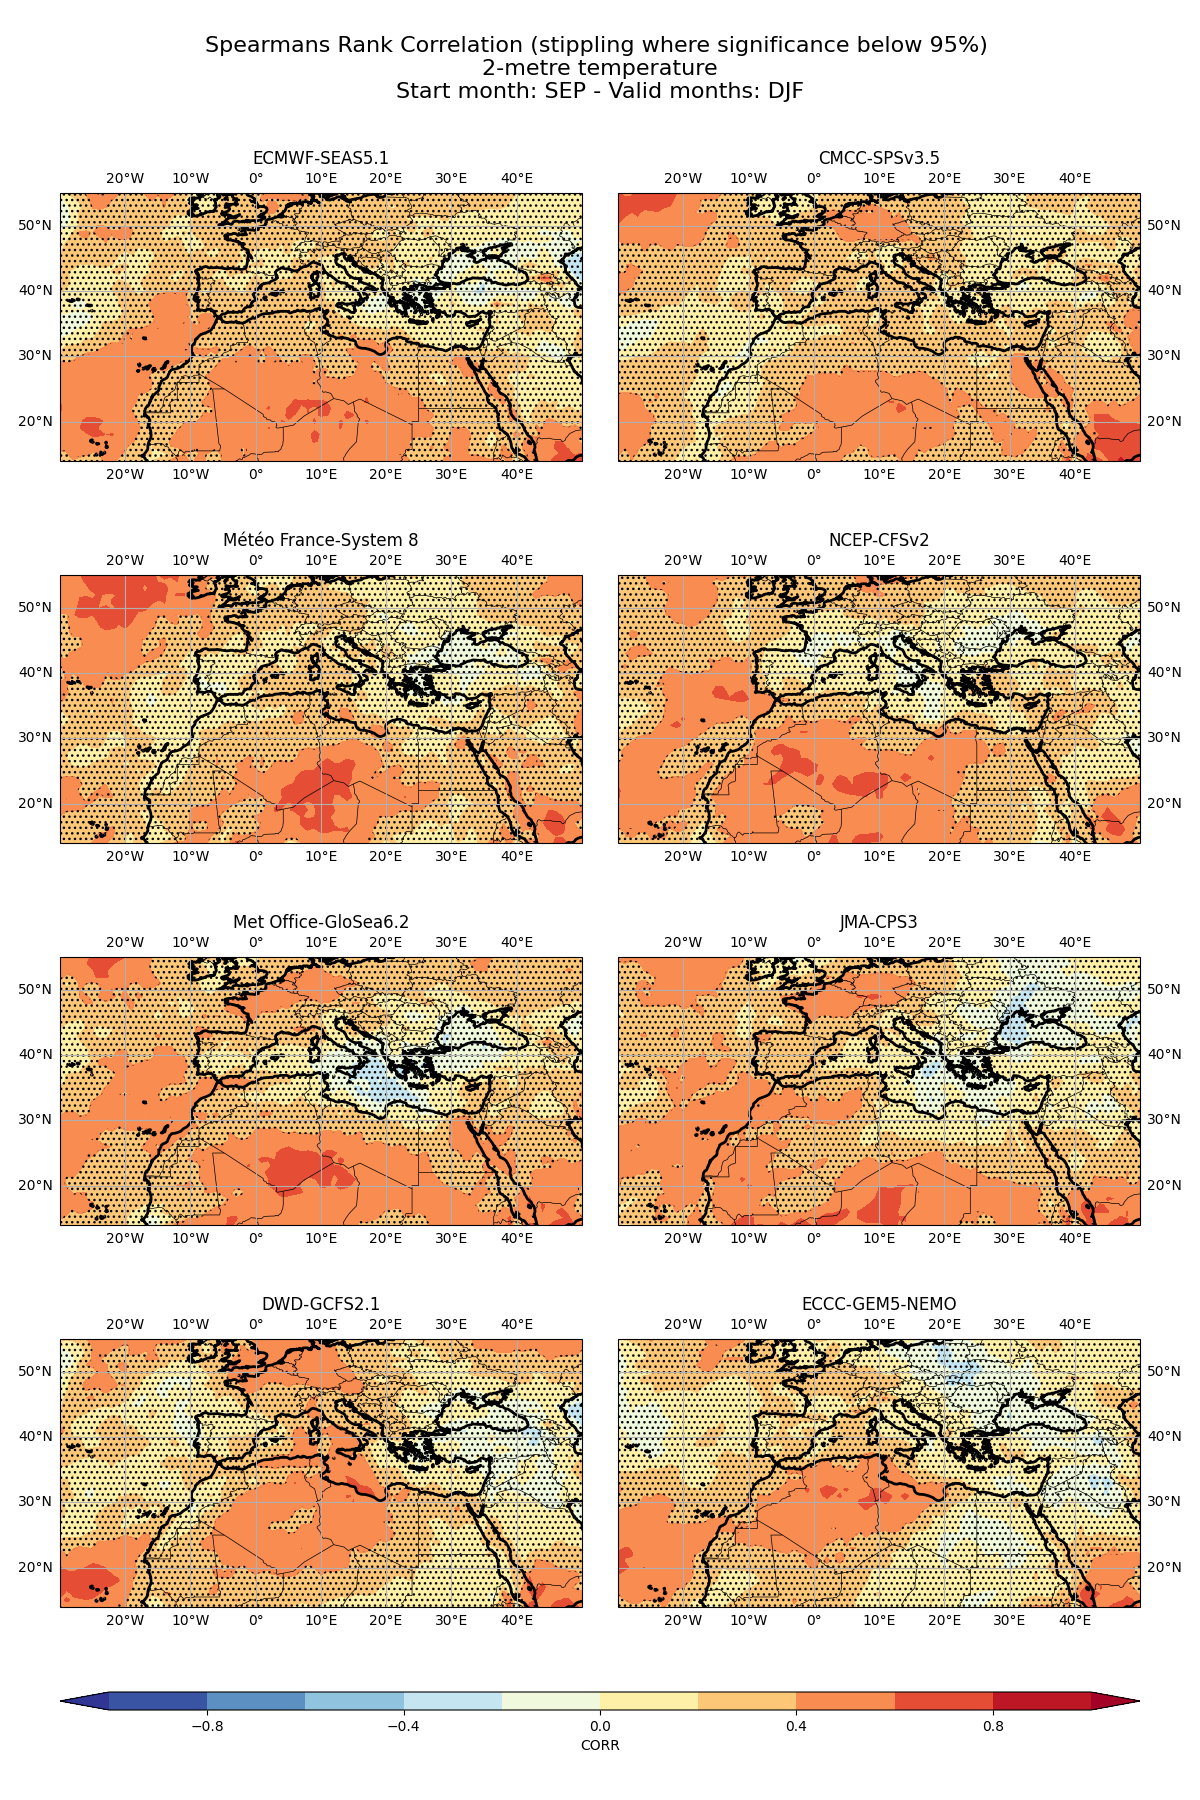 Spearmans Rank Correlation (stippling where significance below 95%)
2-metre temperature
Start month: SEP - Valid months: DJF
ECMWF-SEAS5.1
20°W 10°W 0° 10°E 20°E 30°E 40°E
50°N
40°N
30°N
20°N
20°W 10°W 0° 10°E 20°E 30°E 40°E
CMCC-SPSv3.5
20°W 10°W 0° 10°E 20°E 30°E 40°E
50°N
40°N
30°N
20°N
20°W 10°W 0° 10°E 20°E 30°E 40°E
Météo France-System 8
20°W 10°W 0° 10°E 20°E 30°E 40°E
50°N
40°N
30°N
20°N
20°W 10°W 0° 10°E 20°E 30°E 40°E
NCEP-CFSv2
20°W 10°W 0° 10°E 20°E 30°E 40°E
50°N
40°N
30°N
20°N
20°W 10°W 0° 10°E 20°E 30°E 40°E
Met Office-GloSea6.2
20°W 10°W 0° 10°E 20°E 30°E 40°E
50°N
40°N
30°N
20°N
20°W 10°W 0° 10°E 20°E 30°E 40°E
JMA-CPS3
20°W 10°W 0° 10°E 20°E 30°E 40°E
50°N
40°N
30°N
20°N
20°W 10°W 0° 10°E 20°E 30°E 40°E
DWD-GCFS2.1
20°W 10°W 0° 10°E 20°E 30°E 40°E
50°N
40°N
30°N
20°N
20°W 10°W 0° 10°E 20°E 30°E 40°E
ECCC-GEM5-NEMO
20°W 10°W 0° 10°E 20°E 30°E 40°E
50°N
40°N
30°N
20°N
20°W 10°W 0° 10°E 20°E 30°E 40°E
−0.8 −0.4 0.0 0.4 0.8
CORR